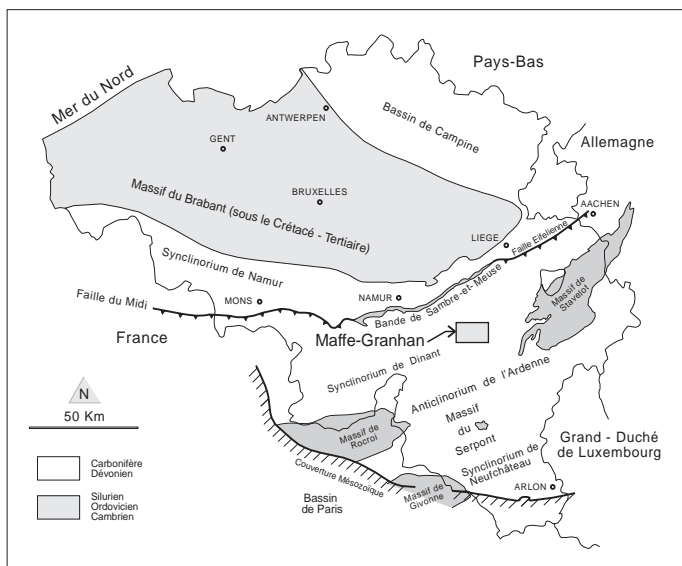 Mer du Nord
Pays-Bas
ANTWERPEN
Bassin de Campine
GENT
Allemagne
BRUXELLES
AACHEN
Massif du Brabant (sous le Crétacé - Tertiaire)
LIEGE
Faille Eifelienne
Synclinorium de Namur
Massif de
Stavelot
Faille du Midi
MONS
NAMUR
Bande de Sambre-et-Meuse
France
Maffe-Granhan
Synclinorium de Dinant
Anticlinorium de l'Ardenne
N
50 Km
Massif de
Rocroi
Massif
du
Serpont
Grand - Duché
de Luxembourg
Couverture Mésozoïque
Synclinorium de
Neufchâteau
Carbonifère
Dévonien
Bassin
de Paris
Massif de
Givonne
ARLON
Silurien
Ordovicien
Cambrien